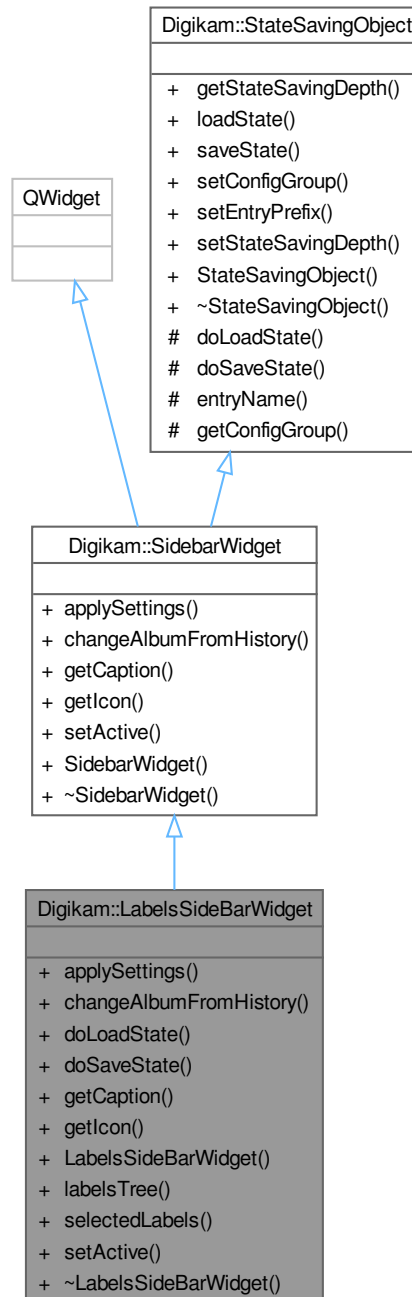 Digikam::StateSavingObject
+ getStateSavingDepth()
+ loadState()
+ saveState()
+ setConfigGroup()
+ setEntryPrefix()
+ setStateSavingDepth()
+ StateSavingObject()
+ ~StateSavingObject()
# doLoadState()
# doSaveState()
# entryName()
# getConfigGroup()
QWidget
Digikam::SidebarWidget
+ applySettings()
+ changeAlbumFromHistory()
+ getCaption()
+ getIcon()
+ setActive()
+ SidebarWidget()
+ ~SidebarWidget()
Digikam::LabelsSideBarWidget
+ applySettings()
+ changeAlbumFromHistory()
+ doLoadState()
+ doSaveState()
+ getCaption()
+ getIcon()
+ LabelsSideBarWidget()
+ labelsTree()
+ selectedLabels()
+ setActive()
+ ~LabelsSideBarWidget()